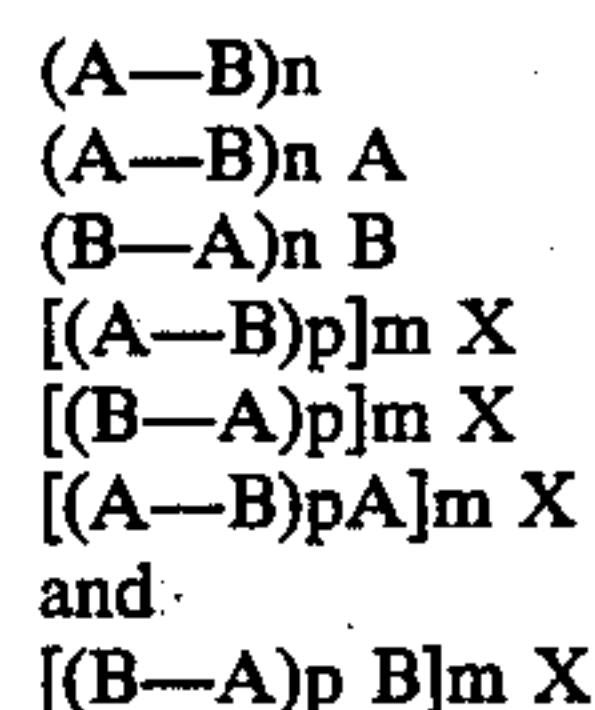 (A—B)n
(A—B)n A
(B—A)n B
[(A—B)p]m X
[(B—A)p]m X
[(A—B)pA]m X
and
[(B—A)p B]m X